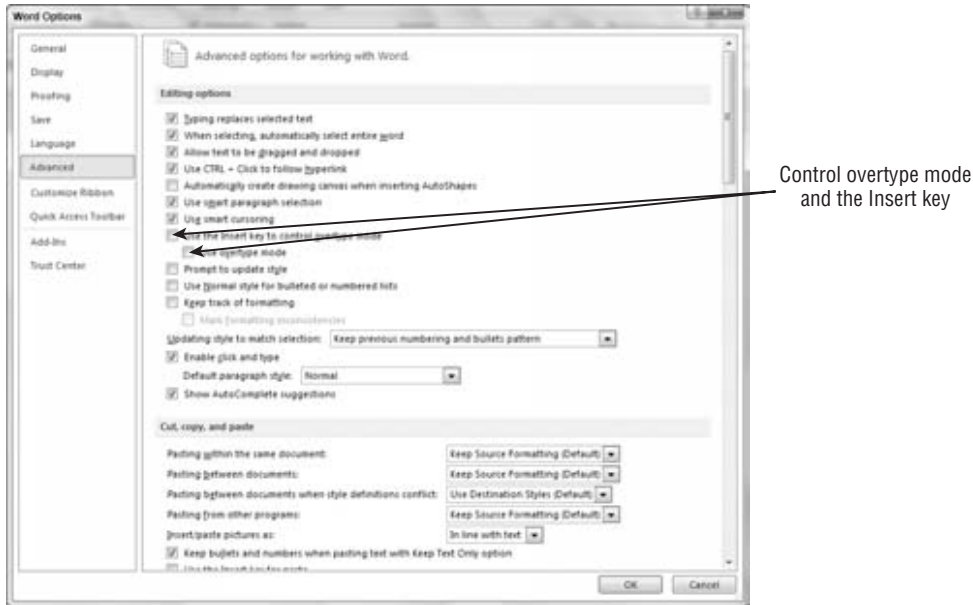 Word Options
General
Display
Proofing
Save
Language
Advanced
Customize Ribbon
Quick Access Toolbar
Add-Ins
Trust Center
Advanced options for working with Word.
Editing options
Typing replaces selected text
When selecting, automatically select entire word
Allow text to be dragged and dropped
Use CTRL + Click to follow hyperlink
Automatically create drawing canvas when inserting AutoShapes
Use smart paragraph selection
Use smart cursoring
Use the Insert key to control overtype mode
Use overtype mode
Prompt to update style
Use Normal style for bulleted or numbered lists
Keep track of formatting
Mark formatting inconsistencies
Updating style to match selection: Keep previous numbering and bullets pattern
Enable click and type
Default paragraph style: Normal
Show AutoComplete suggestions
Cut, copy, and paste
Pasting within the same document: Keep Source Formatting (Default)
Pasting between documents: Keep Source Formatting (Default)
Pasting between documents when style definitions conflict: Use Destination Styles (Default)
Pasting from other programs: Keep Source Formatting (Default)
Insert/paste pictures as: In line with text
Keep bullets and numbers when pasting text with Keep Text Only option
Use the Insert key for paste
OK Cancel
Control overtype mode
and the Insert key